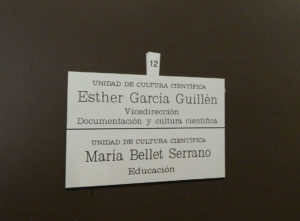 12
UNIDAD DE CULTURA CIENTÍFICA
Esther García Guillén
Vicedirección
Documentación y cultura científica
UNIDAD DE CULTURA CIENTÍFICA
María Bellet Serrano
Educación